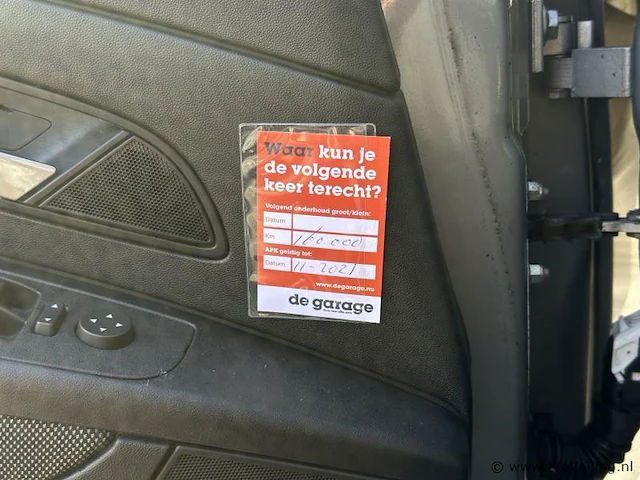 Waar kun je
de volgende
keer terecht?
Volgend onderhoud groot/klein:
Datum
Km 160.000
APK geldig tot:
Datum 11-2021
www.degarage.nu
de garage